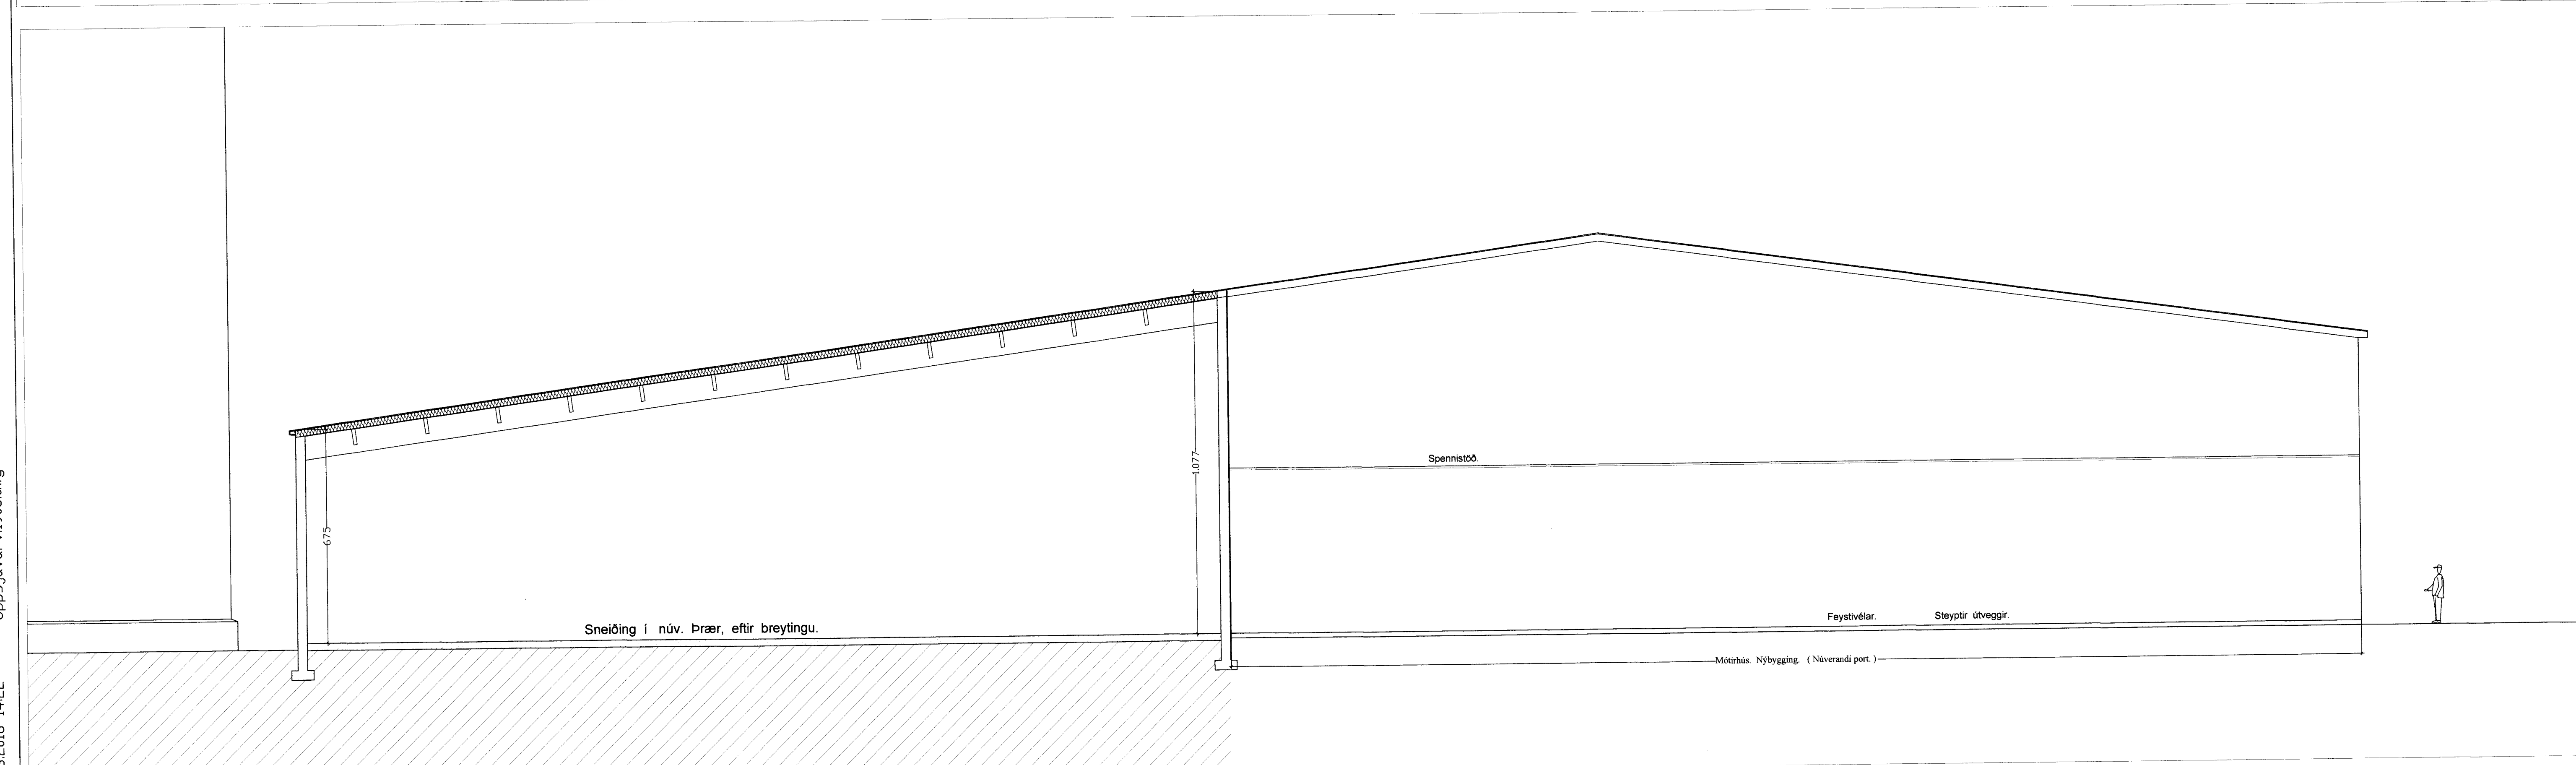 Spennistöð.
1.077
675
Feystivélar.
Steyptir útveggir.
Sneiðing í núv. Þrær, eftir breytingu.
Mótirhús. Nýbygging. ( Núverandi port. )